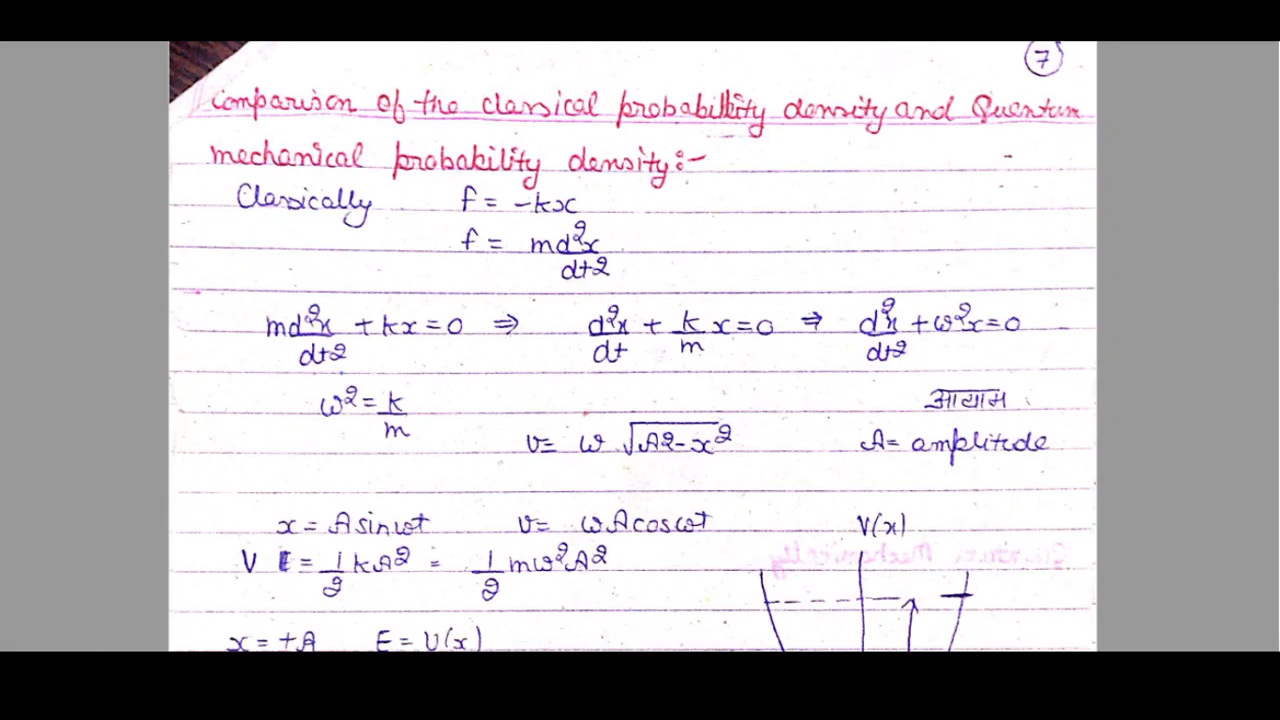 7
Comparison of the classical probability density and Quantum
mechanical probability density:-
Classically f = -kx
f = md²x/dt2
md²x/dt2 + kx = 0 ⇒ d²x/dt + k/m x = 0 ⇒ d²x/dt2 + ω²x = 0
ω² = k/m आयाम
v = ω √A2-x² A = amplitude
x = A sinωt v = ωA cosωt V(x)
V E = 1/2 kA² = 1/2 mω²A²
x = +A E = U(x)